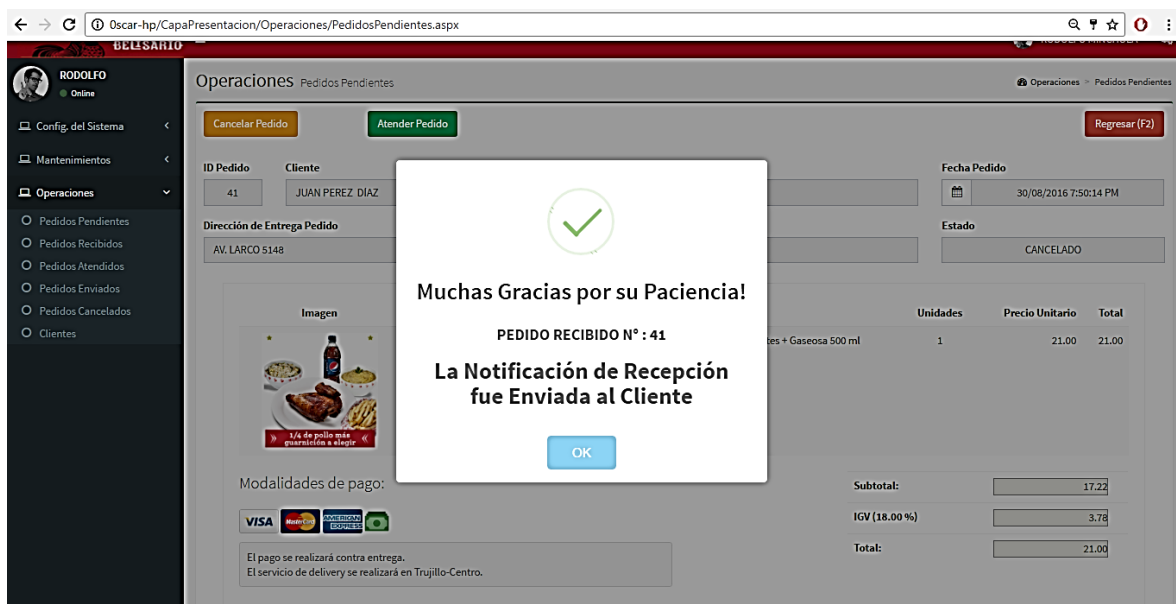 0scar-hp/CapaPresentacion/Operaciones/PedidosPendientes.aspx
BELISARIO
RODOLFO
Online
Config. del Sistema
Mantenimientos
Operaciones
Pedidos Pendientes
Pedidos Recibidos
Pedidos Atendidos
Pedidos Enviados
Pedidos Cancelados
Clientes
Operaciones Pedidos Pendientes
Operaciones Pedidos Pendientes
Cancelar Pedido Atender Pedido Regresar (F2)
ID Pedido Cliente Fecha Pedido
41 JUAN PEREZ DÍAZ 30/08/2016 7:50:14 PM
Dirección de Entrega Pedido Estado
AV. LARCO 5148 CANCELADO
Muchas Gracias por su Paciencia!
PEDIDO RECIBIDO N° : 41
La Notificación de Recepción
fue Enviada al Cliente
OK
Imagen Unidades Precio Unitario Total
+ Gaseosa 500 ml 1 21.00 21.00
pepsi
» 1/4 de pollo más «
guarnición a elegir
Modalidades de pago:
VISA MasterCard AMERICAN
EXPRESS
El pago se realizará contra entrega.
El servicio de delivery se realizará en Trujillo-Centro.
Subtotal: 17.22
IGV (18.00 %) 3.78
Total: 21.00